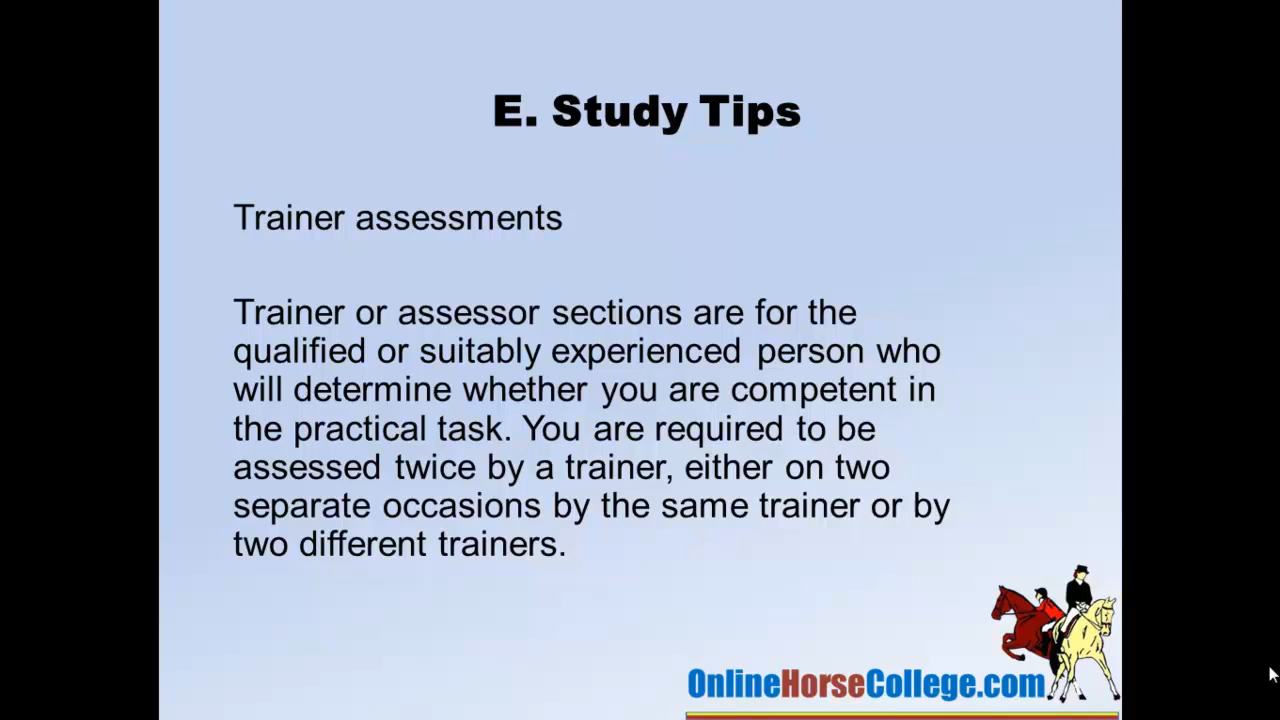 E. Study Tips
Trainer assessments
Trainer or assessor sections are for the
qualified or suitably experienced person who
will determine whether you are competent in
the practical task. You are required to be
assessed twice by a trainer, either on two
separate occasions by the same trainer or by
two different trainers.
OnlineHorseCollege.com